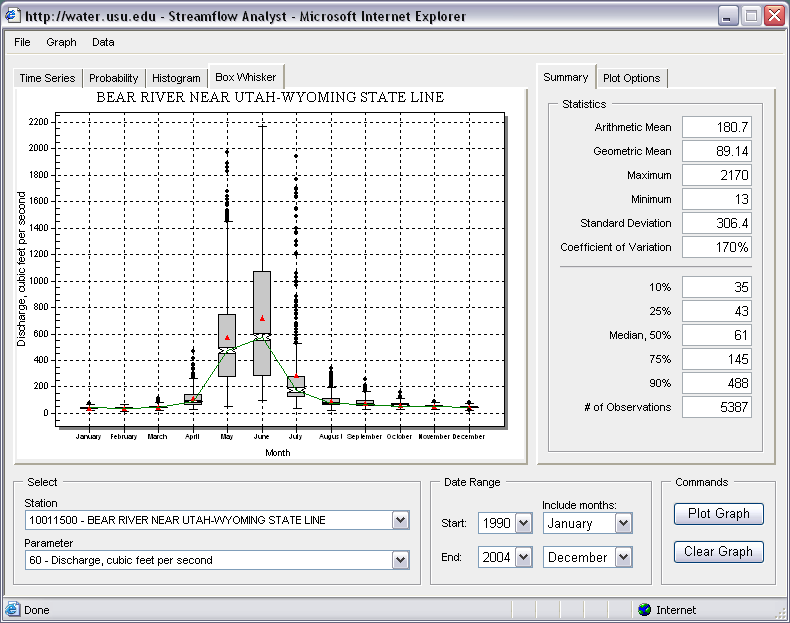 http://water.usu.edu - Streamflow Analyst - Microsoft Internet Explorer
File Graph Data
Time Series Probability Histogram Box Whisker
BEAR RIVER NEAR UTAH-WYOMING STATE LINE
Discharge, cubic feet per second
2200
2000
1800
1600
1400
1200
1000
800
600
400
200
0
January February March April May June July August September October November December
Month
Summary Plot Options
Statistics
Arithmetic Mean 180.7
Geometric Mean 89.14
Maximum 2170
Minimum 13
Standard Deviation 306.4
Coefficient of Variation 170%
10% 35
25% 43
Median, 50% 61
75% 145
90% 488
# of Observations 5387
Select
Station
10011500 - BEAR RIVER NEAR UTAH-WYOMING STATE LINE
Parameter
60 - Discharge, cubic feet per second
Date Range
Include months:
Start: 1990 January
End: 2004 December
Commands
Plot Graph
Clear Graph
Done Internet